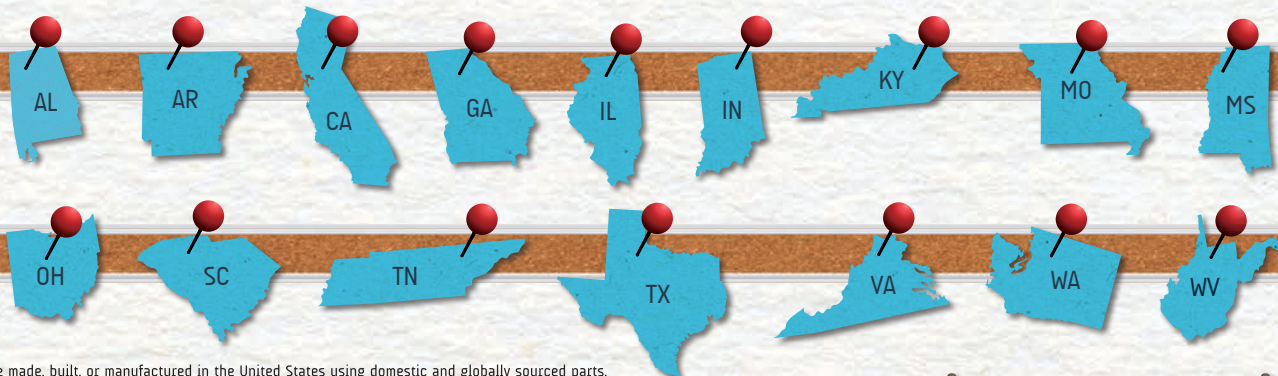 AL AR CA GA IL IN KY MO MS
OH SC TN TX VA WA WV
made, built, or manufactured in the United States using domestic and globally sourced parts.